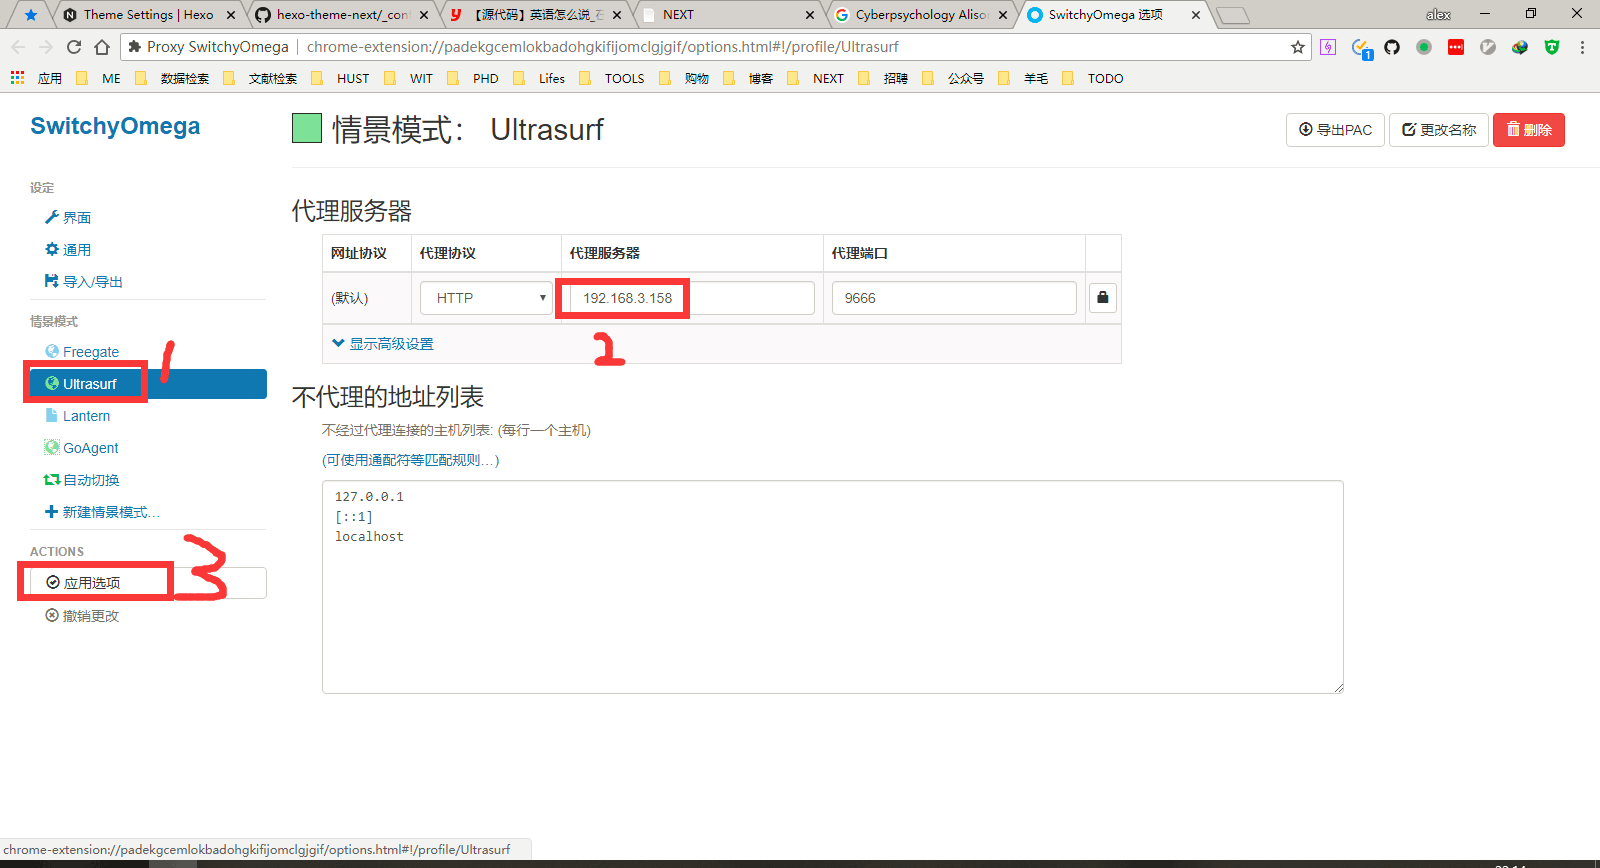 Theme Settings | Hexo
hexo-theme-next/_con
【源代码】英语怎么说_在
NEXT
Cyberpsychology Aliso
SwitchyOmega 选项
alex
Proxy SwitchyOmega
chrome-extension://padekgcemlokbadohgkifijomclgjgif/options.html#!/profile/Ultrasurf
1
应用
ME
数据检索
文献检索
HUST
WIT
PHD
Lifes
TOOLS
购物
博客
NEXT
招聘
公众号
羊毛
TODO
SwitchyOmega
情景模式： Ultrasurf
导出PAC
更改名称
删除
设定
界面
通用
导入/导出
情景模式
Freegate
Ultrasurf
1
Lantern
GoAgent
自动切换
新建情景模式...
ACTIONS
应用选项
3
撤销更改
代理服务器
网址协议
代理协议
代理服务器
代理端口
(默认)
HTTP
192.168.3.158
9666
显示高级设置
2
不代理的地址列表
不经过代理连接的主机列表: (每行一个主机)
(可使用通配符等匹配规则...)
127.0.0.1
[::1]
localhost
chrome-extension://padekgcemlokbadohgkifijomclgjgif/options.html#!/profile/Ultrasurf